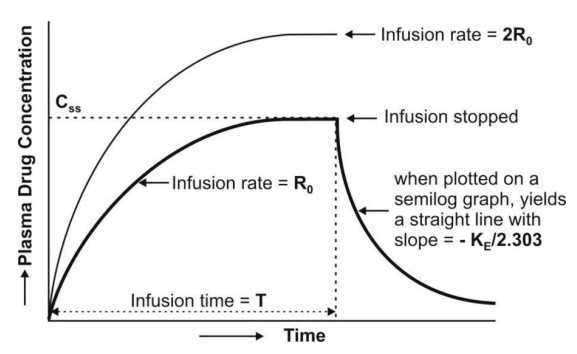 Infusion rate = 2R₀
Cₛₛ
Infusion stopped
Infusion rate = R₀
when plotted on a
semilog graph, yields
a straight line with
slope = - K_E/2.303
Infusion time = T
Time
Plasma Drug Concentration